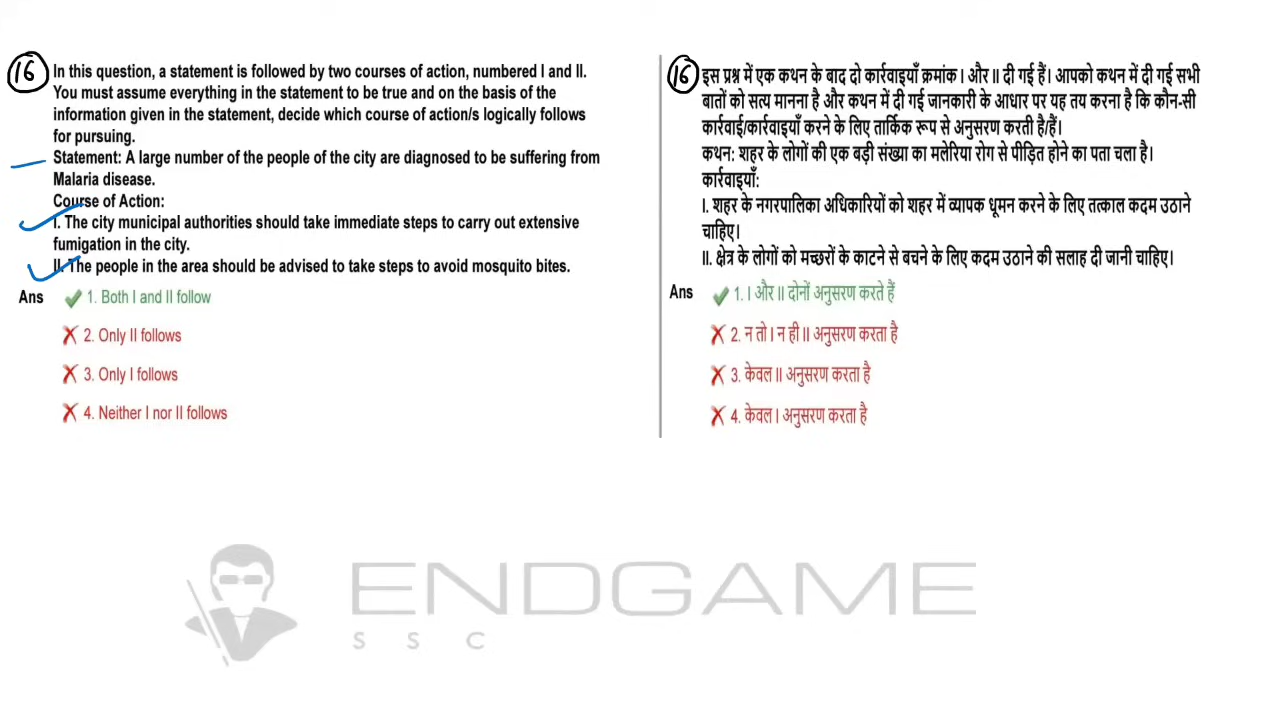 16 In this question, a statement is followed by two courses of action, numbered I and II.
You must assume everything in the statement to be true and on the basis of the
information given in the statement, decide which course of action/s logically follows
for pursuing.
Statement: A large number of the people of the city are diagnosed to be suffering from
Malaria disease.
Course of Action:
I. The city municipal authorities should take immediate steps to carry out extensive
fumigation in the city.
II. The people in the area should be advised to take steps to avoid mosquito bites.
Ans 1. Both I and II follow
2. Only II follows
3. Only I follows
4. Neither I nor II follows
16 इस प्रश्न में एक कथन के बाद दो कार्रवाइयाँ क्रमांक I और II दी गई हैं। आपको कथन में दी गई सभी
बातों को सत्य मानना है और कथन में दी गई जानकारी के आधार पर यह तय करना है कि कौन-सी
कार्रवाई/कार्रवाइयाँ करने के लिए तार्किक रूप से अनुसरण करती है/हैं।
कथन: शहर के लोगों की एक बड़ी संख्या का मलेरिया रोग से पीड़ित होने का पता चला है।
कार्रवाइयाँ:
I. शहर के नगरपालिका अधिकारियों को शहर में व्यापक धूमन करने के लिए तत्काल कदम उठाने
चाहिए।
II. क्षेत्र के लोगों को मच्छरों के काटने से बचने के लिए कदम उठाने की सलाह दी जानी चाहिए।
Ans 1. I और II दोनों अनुसरण करते हैं
2. न तो I न ही II अनुसरण करता है
3. केवल II अनुसरण करता है
4. केवल I अनुसरण करता है
ENDGAME
SSC